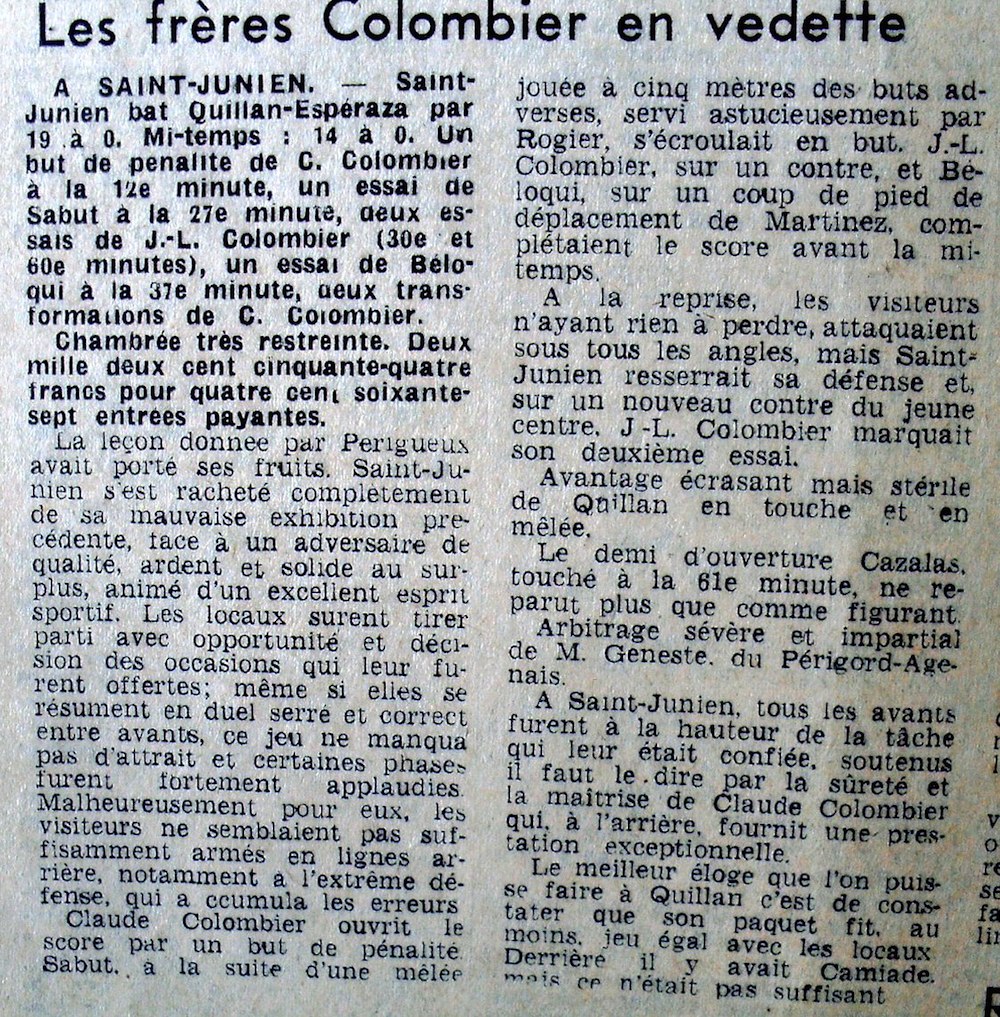 Les frères Colombier en vedette
A SAINT-JUNIEN. — Saint-
Junien bat Quillan-Espéraza par
19 à 0. Mi-temps : 14 à 0. Un
but de penalite de C. Colombier
à la 12e minute, un essai de
Sabut à la 27e minute, deux es-
sais de J.-L. Colombier (30e et
60e minutes), un essai de Bélo-
qui à la 37e minute, deux trans-
formations de C. Colombier.
Chambrée très restreinte. Deux
mille deux cent cinquante-quatre
francs pour quatre cent soixante-
sept entrées payantes.
La leçon donnee par Perigueux
avait porté ses fruits. Saint-Ju-
nien s'est racheté completement
de sa mauvaise exhibition pre-
cédente, face à un adversaire de
qualité, ardent et solide au sur-
plus, animé d'un excellent esprit
sportif. Les locaux surent tirer
parti avec opportunité et déci-
sion des occasions qui leur fu-
rent offertes; même si elles se
résument en duel serré et correct
entre avants, ce jeu ne manqua
pas d'attrait et certaines phases
furent fortement applaudies.
Malheureusement pour eux, les
visiteurs ne semblaient pas suf-
fisamment armés en lignes ar-
rière, notamment a l'extrême dé-
fense, qui a ccumula les erreurs
Claude Colombier ouvrit le
score par un but de pénalité
Sabut, à la suite d'une mêlée
jouée à cinq mètres des buts ad-
verses, servi astucieusement par
Rogier, s'écroulait en but. J.-L.
Colombier, sur un contre, et Bé-
loqui, sur un coup de pied de
déplacement de Martinez, com-
plétaient le score avant la mi-
temps.
A la reprise, les visiteurs
n'ayant rien à perdre, attaquaient
sous tous les angles, mais Saint-
Junien resserrait sa défense et,
sur un nouveau contre du jeune
centre, J-L. Colombier marquait
son deuxième essai.
Avantage écrasant mais stérile
de Quillan en touche et en
mêlée.
Le demi d'ouverture Cazalas,
touché à la 61e minute, ne re-
parut plus que comme figurant.
Arbitrage sévère et impartial
de M. Geneste, du Périgord-Age-
nais.
A Saint-Junien, tous les avants
furent à la hauteur de la tâche
qui leur était confiée, soutenus
il faut le dire par la sûreté et
la maîtrise de Claude Colombier
qui, à l'arrière, fournit une pres-
tation exceptionnelle.
Le meilleur éloge que l'on puis-
se faire à Quillan c'est de cons-
tater que son paquet fit, au
moins, jeu égal avec les locaux
Derrière il y avait Camiade.
mais ce n'était pas suffisant